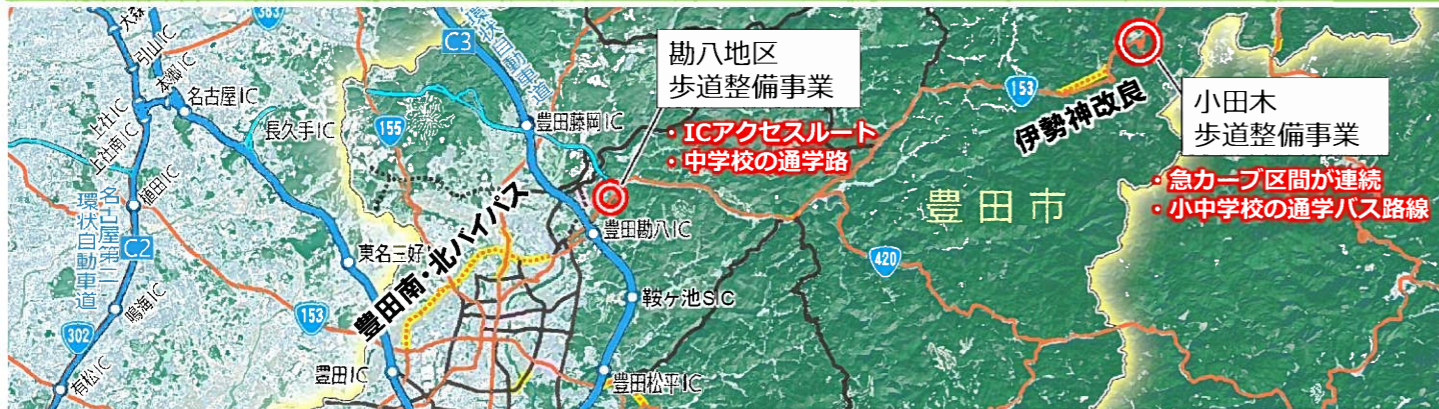 383
大森IC
引山IC
本郷IC
上社IC
上社南IC
名古屋IC
長久手IC
植田IC
名古屋第二
環状自動車道
C2
鳴海IC
302
有松IC
153
東名三好
豊田IC
155
C3
豊田藤岡IC
豊田南・北バイパス
勘八地区
歩道整備事業
・ICアクセスルート
・中学校の通学路
豊田勘八IC
鞍ヶ池SIC
豊田松平IC
153
伊勢神改良
小田木
歩道整備事業
・急カーブ区間が連続
・小中学校の通学バス路線
豊田市
420